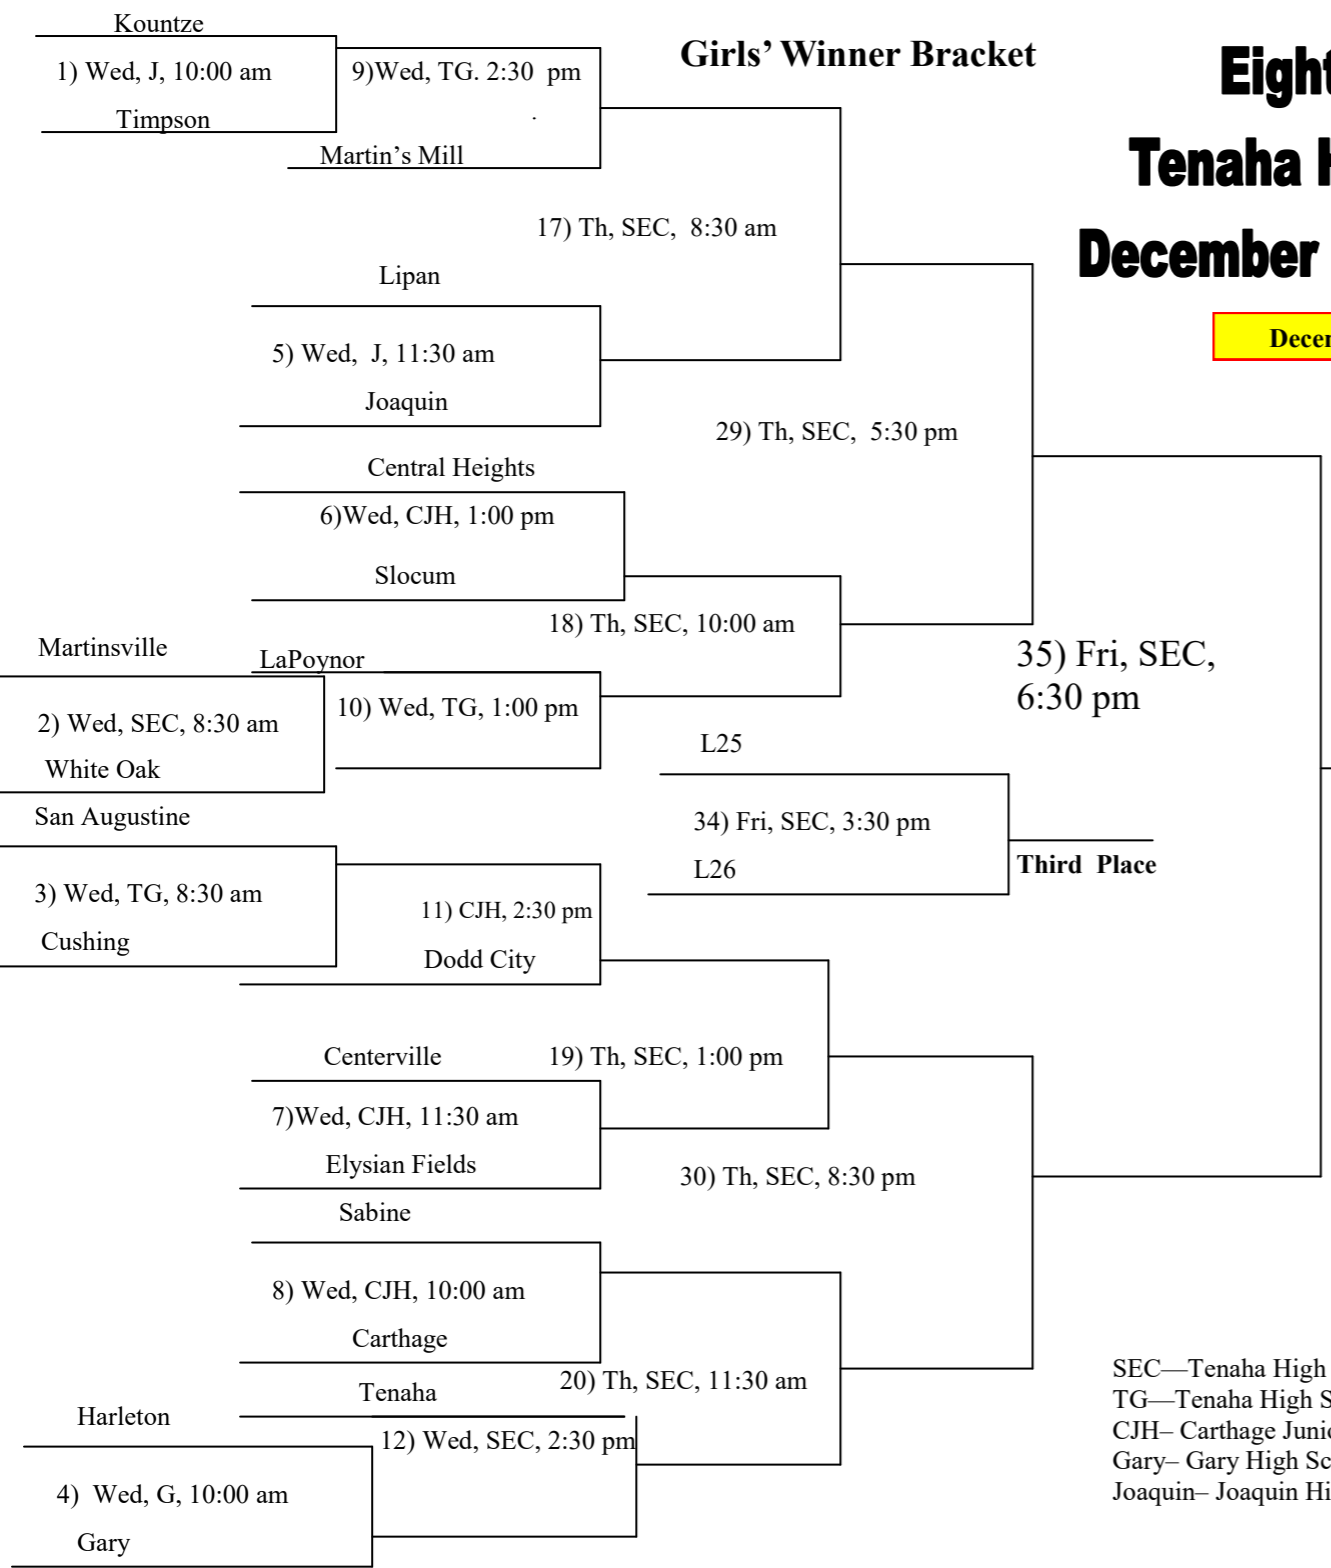 Kountze
Girls’ Winner Bracket
1) Wed, J, 10:00 am
9)Wed, TG. 2:30  pm
Eight
Timpson
.
Martin’s Mill
Tenaha H
17) Th, SEC,  8:30 am
December
Lipan
5) Wed,  J, 11:30 am
Decem
Joaquin
29) Th, SEC,  5:30 pm
Central Heights
6)Wed, CJH, 1:00 pm
Slocum
18) Th, SEC, 10:00 am
Martinsville
LaPoynor
35) Fri, SEC,
6:30 pm
2) Wed, SEC, 8:30 am
10) Wed, TG, 1:00 pm
White Oak
L25
San Augustine
34) Fri, SEC, 3:30 pm
L26
Third  Place
3) Wed, TG, 8:30 am
11) CJH, 2:30 pm
Cushing
Dodd City
Centerville
19) Th, SEC, 1:00 pm
7)Wed, CJH, 11:30 am
Elysian Fields
30) Th, SEC, 8:30 pm
Sabine
8) Wed, CJH, 10:00 am
Carthage
20) Th, SEC, 11:30 am
Tenaha
Harleton
12) Wed, SEC, 2:30 pm
4)  Wed, G, 10:00 am
Gary
SEC—Tenaha High
TG—Tenaha High S
CJH– Carthage Junio
Gary– Gary High Sc
Joaquin– Joaquin Hi